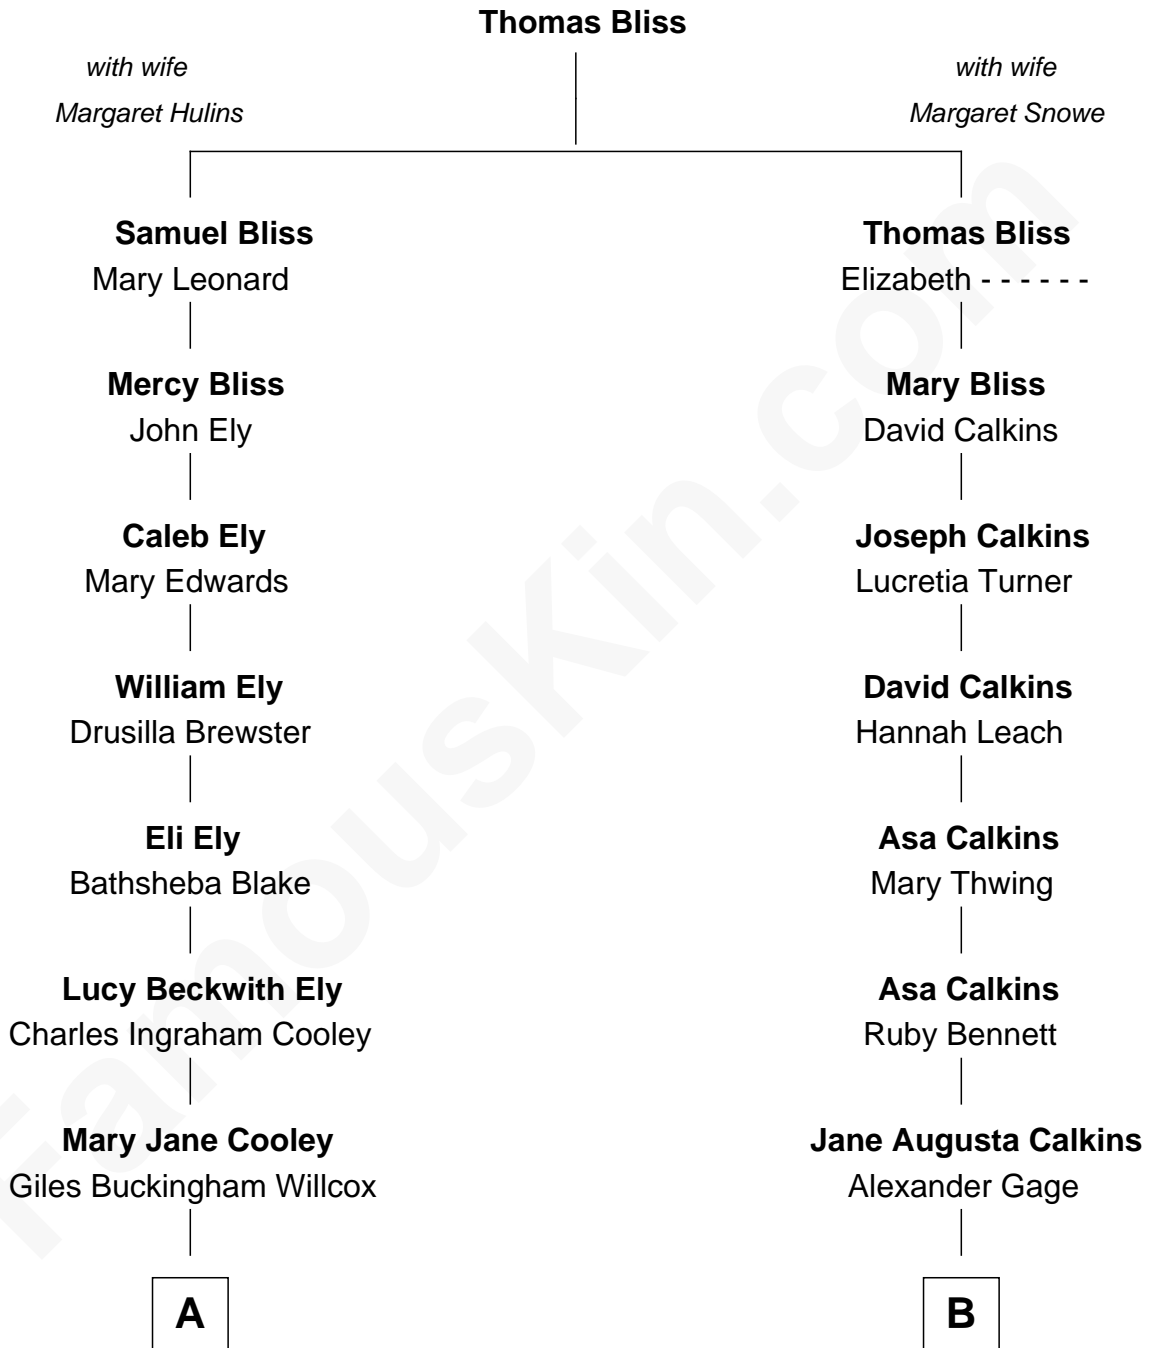 Thomas Bliss
with wife
Margaret Hulins
with wife
Margaret Snowe
Samuel Bliss
Mary Leonard
Thomas Bliss
Elizabeth - - - - - -
Mercy Bliss
John Ely
Mary Bliss
David Calkins
Caleb Ely
Mary Edwards
Joseph Calkins
Lucretia Turner
William Ely
Drusilla Brewster
David Calkins
Hannah Leach
Eli Ely
Bathsheba Blake
Asa Calkins
Mary Thwing
Lucy Beckwith Ely
Charles Ingraham Cooley
Asa Calkins
Ruby Bennett
Mary Jane Cooley
Giles Buckingham Willcox
Jane Augusta Calkins
Alexander Gage
A
B
FamousKin.com